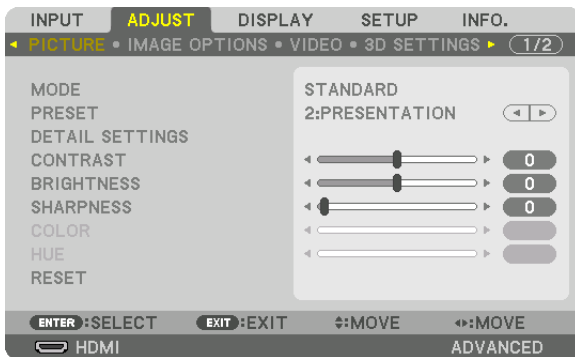 INPUT ADJUST DISPLAY SETUP INFO.
PICTURE • IMAGE OPTIONS • VIDEO • 3D SETTINGS 1/2
MODE STANDARD
PRESET 2:PRESENTATION
DETAIL SETTINGS
CONTRAST 0
BRIGHTNESS 0
SHARPNESS 0
COLOR
HUE
RESET
ENTER :SELECT EXIT :EXIT :MOVE :MOVE
HDMI ADVANCED